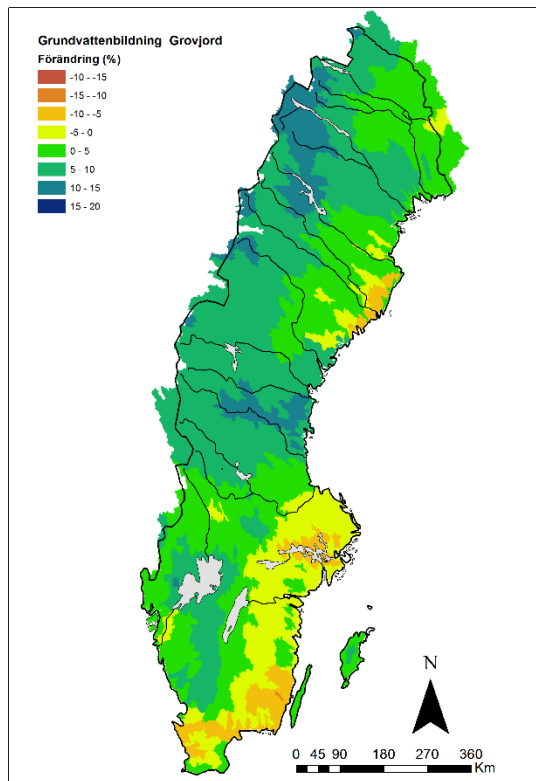 Grundvattenbildning Grovjord
Förändring (%)
-10 - -15
-15 - -10
-10 - -5
-5 - 0
0 - 5
5 - 10
10 - 15
15 - 20
N
0 45 90 180 270 360
Km